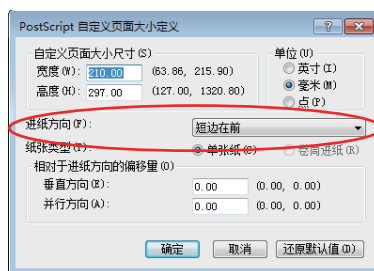 PostScript 自定义页面大小定义
自定义页面大小尺寸(S)
单位(U)
宽度(W): 210.00 (63.86, 215.90)
英寸(I)
高度(H): 297.00 (127.00, 1320.80)
毫米(M)
点(P)
进纸方向(F): 短边在前
纸张类型(T): 单张纸(C) 卷筒进纸(R)
相对于进纸方向的偏移量(O)
垂直方向(E): 0.00 (0.00, 0.00)
并行方向(A): 0.00 (0.00, 0.00)
确定 取消 还原默认值(D)